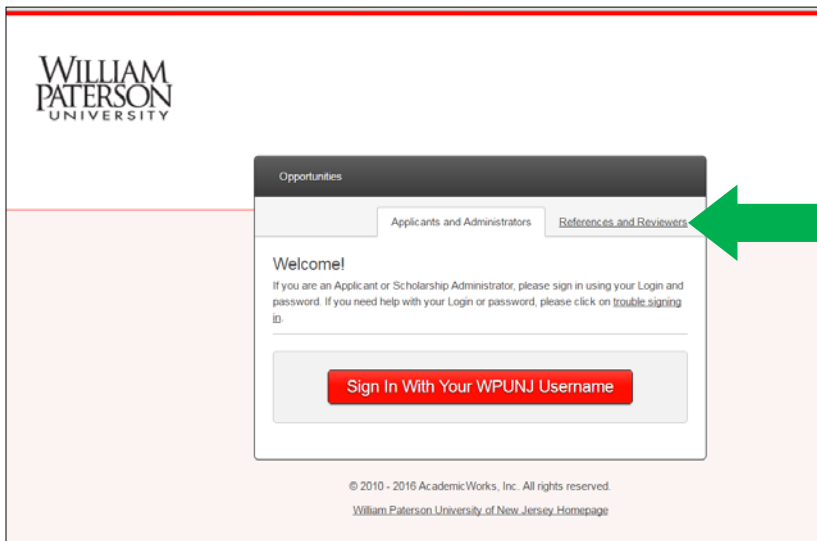 WILLIAM
PATERSON
UNIVERSITY
Opportunities
Applicants and Administrators References and Reviewers
Welcome!
If you are an Applicant or Scholarship Administrator, please sign in using your Login and
password. If you need help with your Login or password, please click on trouble signing
in.
Sign In With Your WPUNJ Username
© 2010 - 2016 AcademicWorks, Inc. All rights reserved.
William Paterson University of New Jersey Homepage